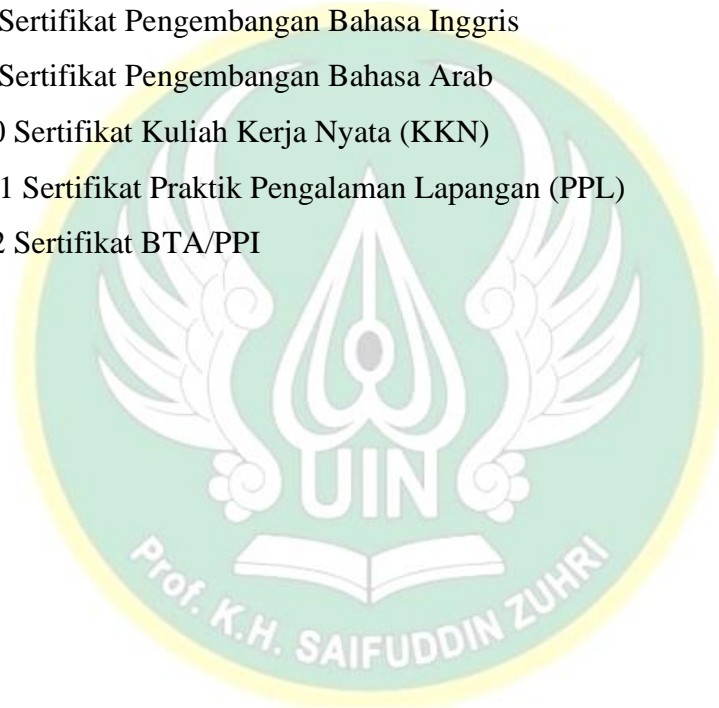 Sertifikat Pengembangan Bahasa Inggris
Sertifikat Pengembangan Bahasa Arab
0 Sertifikat Kuliah Kerja Nyata (KKN)
1 Sertifikat Praktik Pengalaman Lapangan (PPL)
2 Sertifikat BTA/PPI
UIN
Prof. K.H. SAIFUDDIN ZUHRI